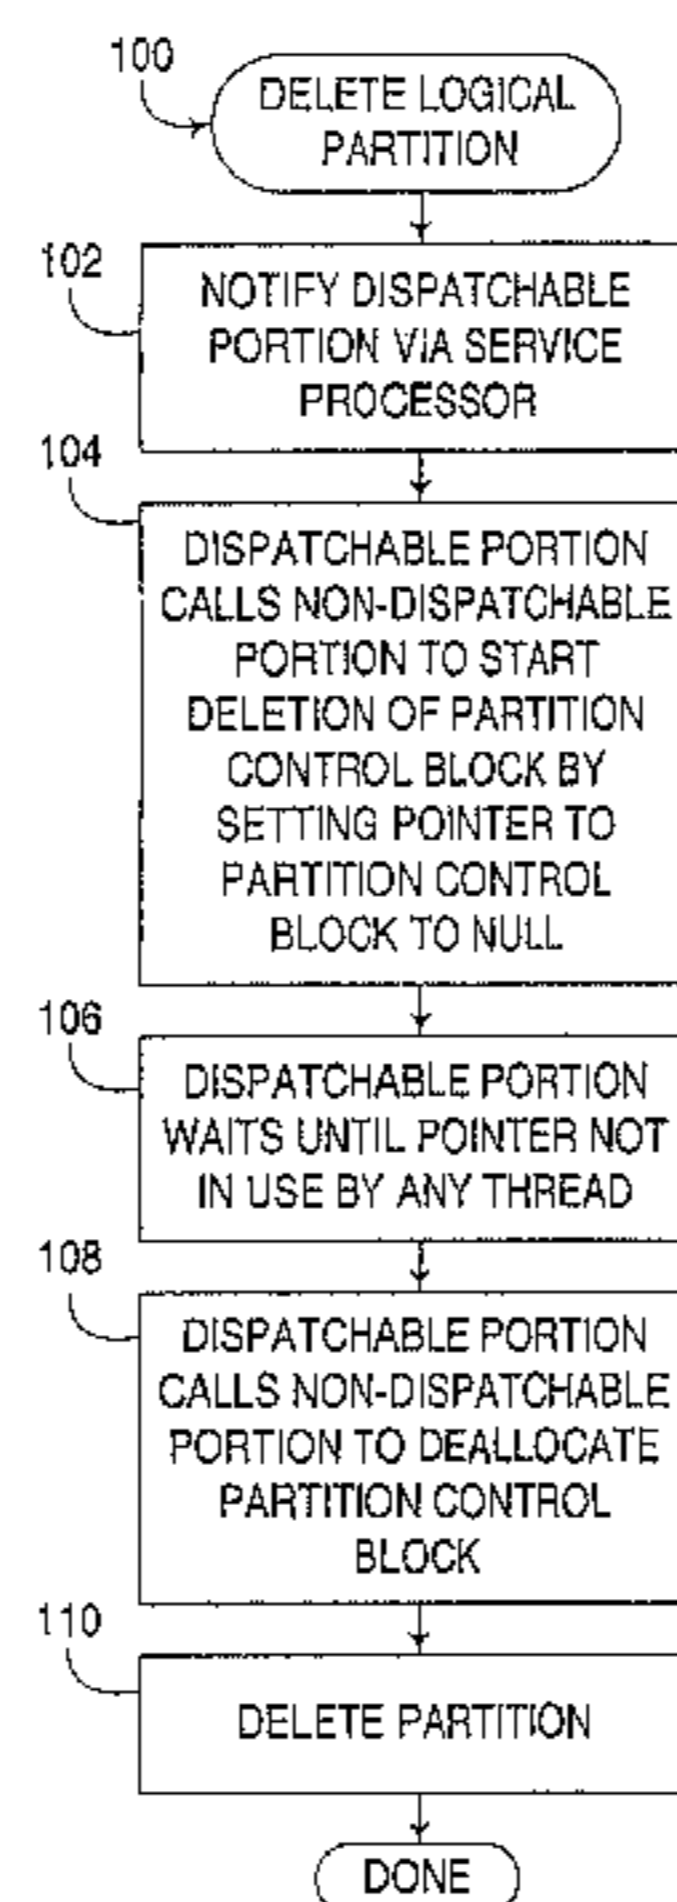 100
DELETE LOGICAL
PARTITION
102
NOTIFY DISPATCHABLE
PORTION VIA SERVICE
PROCESSOR
104
DISPATCHABLE PORTION
CALLS NON-DISPATCHABLE
PORTION TO START
DELETION OF PARTITION
CONTROL BLOCK BY
SETTING POINTER TO
PARTITION CONTROL
BLOCK TO NULL
106
DISPATCHABLE PORTION
WAITS UNTIL POINTER NOT
IN USE BY ANY THREAD
108
DISPATCHABLE PORTION
CALLS NON-DISPATCHABLE
PORTION TO DEALLOCATE
PARTITION CONTROL
BLOCK
110
DELETE PARTITION
DONE